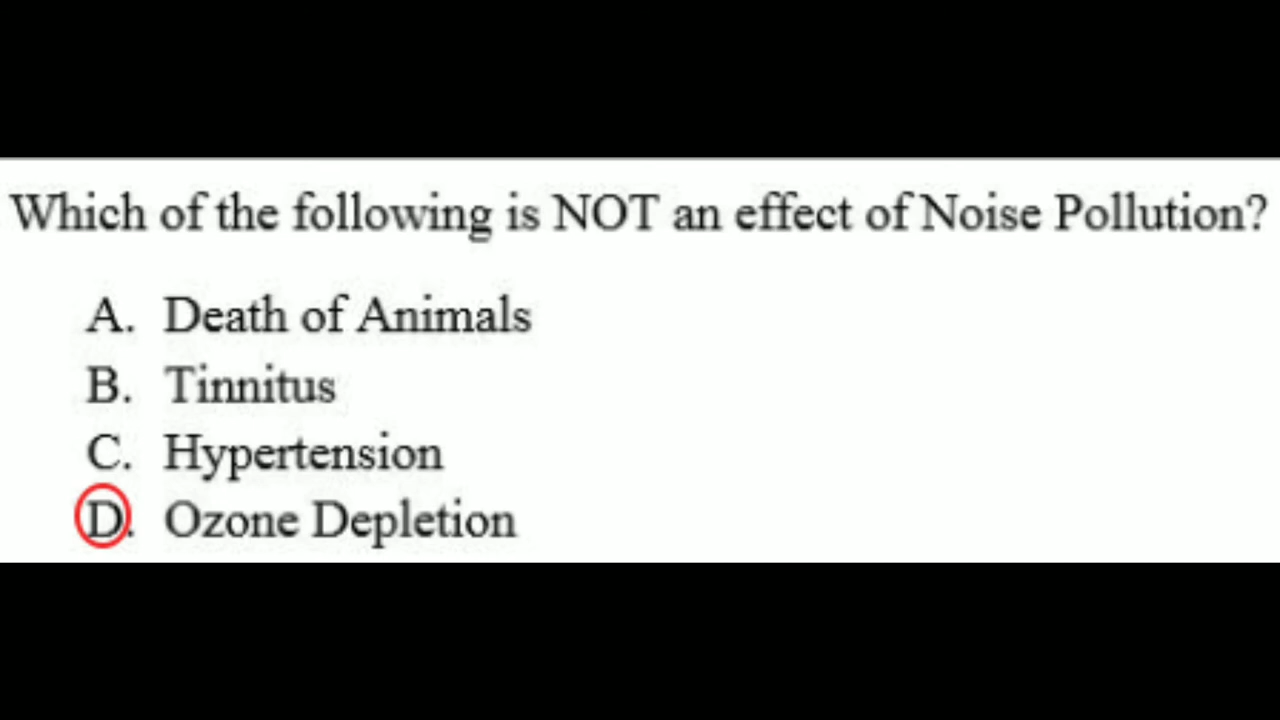 Which of the following is NOT an effect of Noise Pollution?
A. Death of Animals
B. Tinnitus
C. Hypertension
D. Ozone Depletion